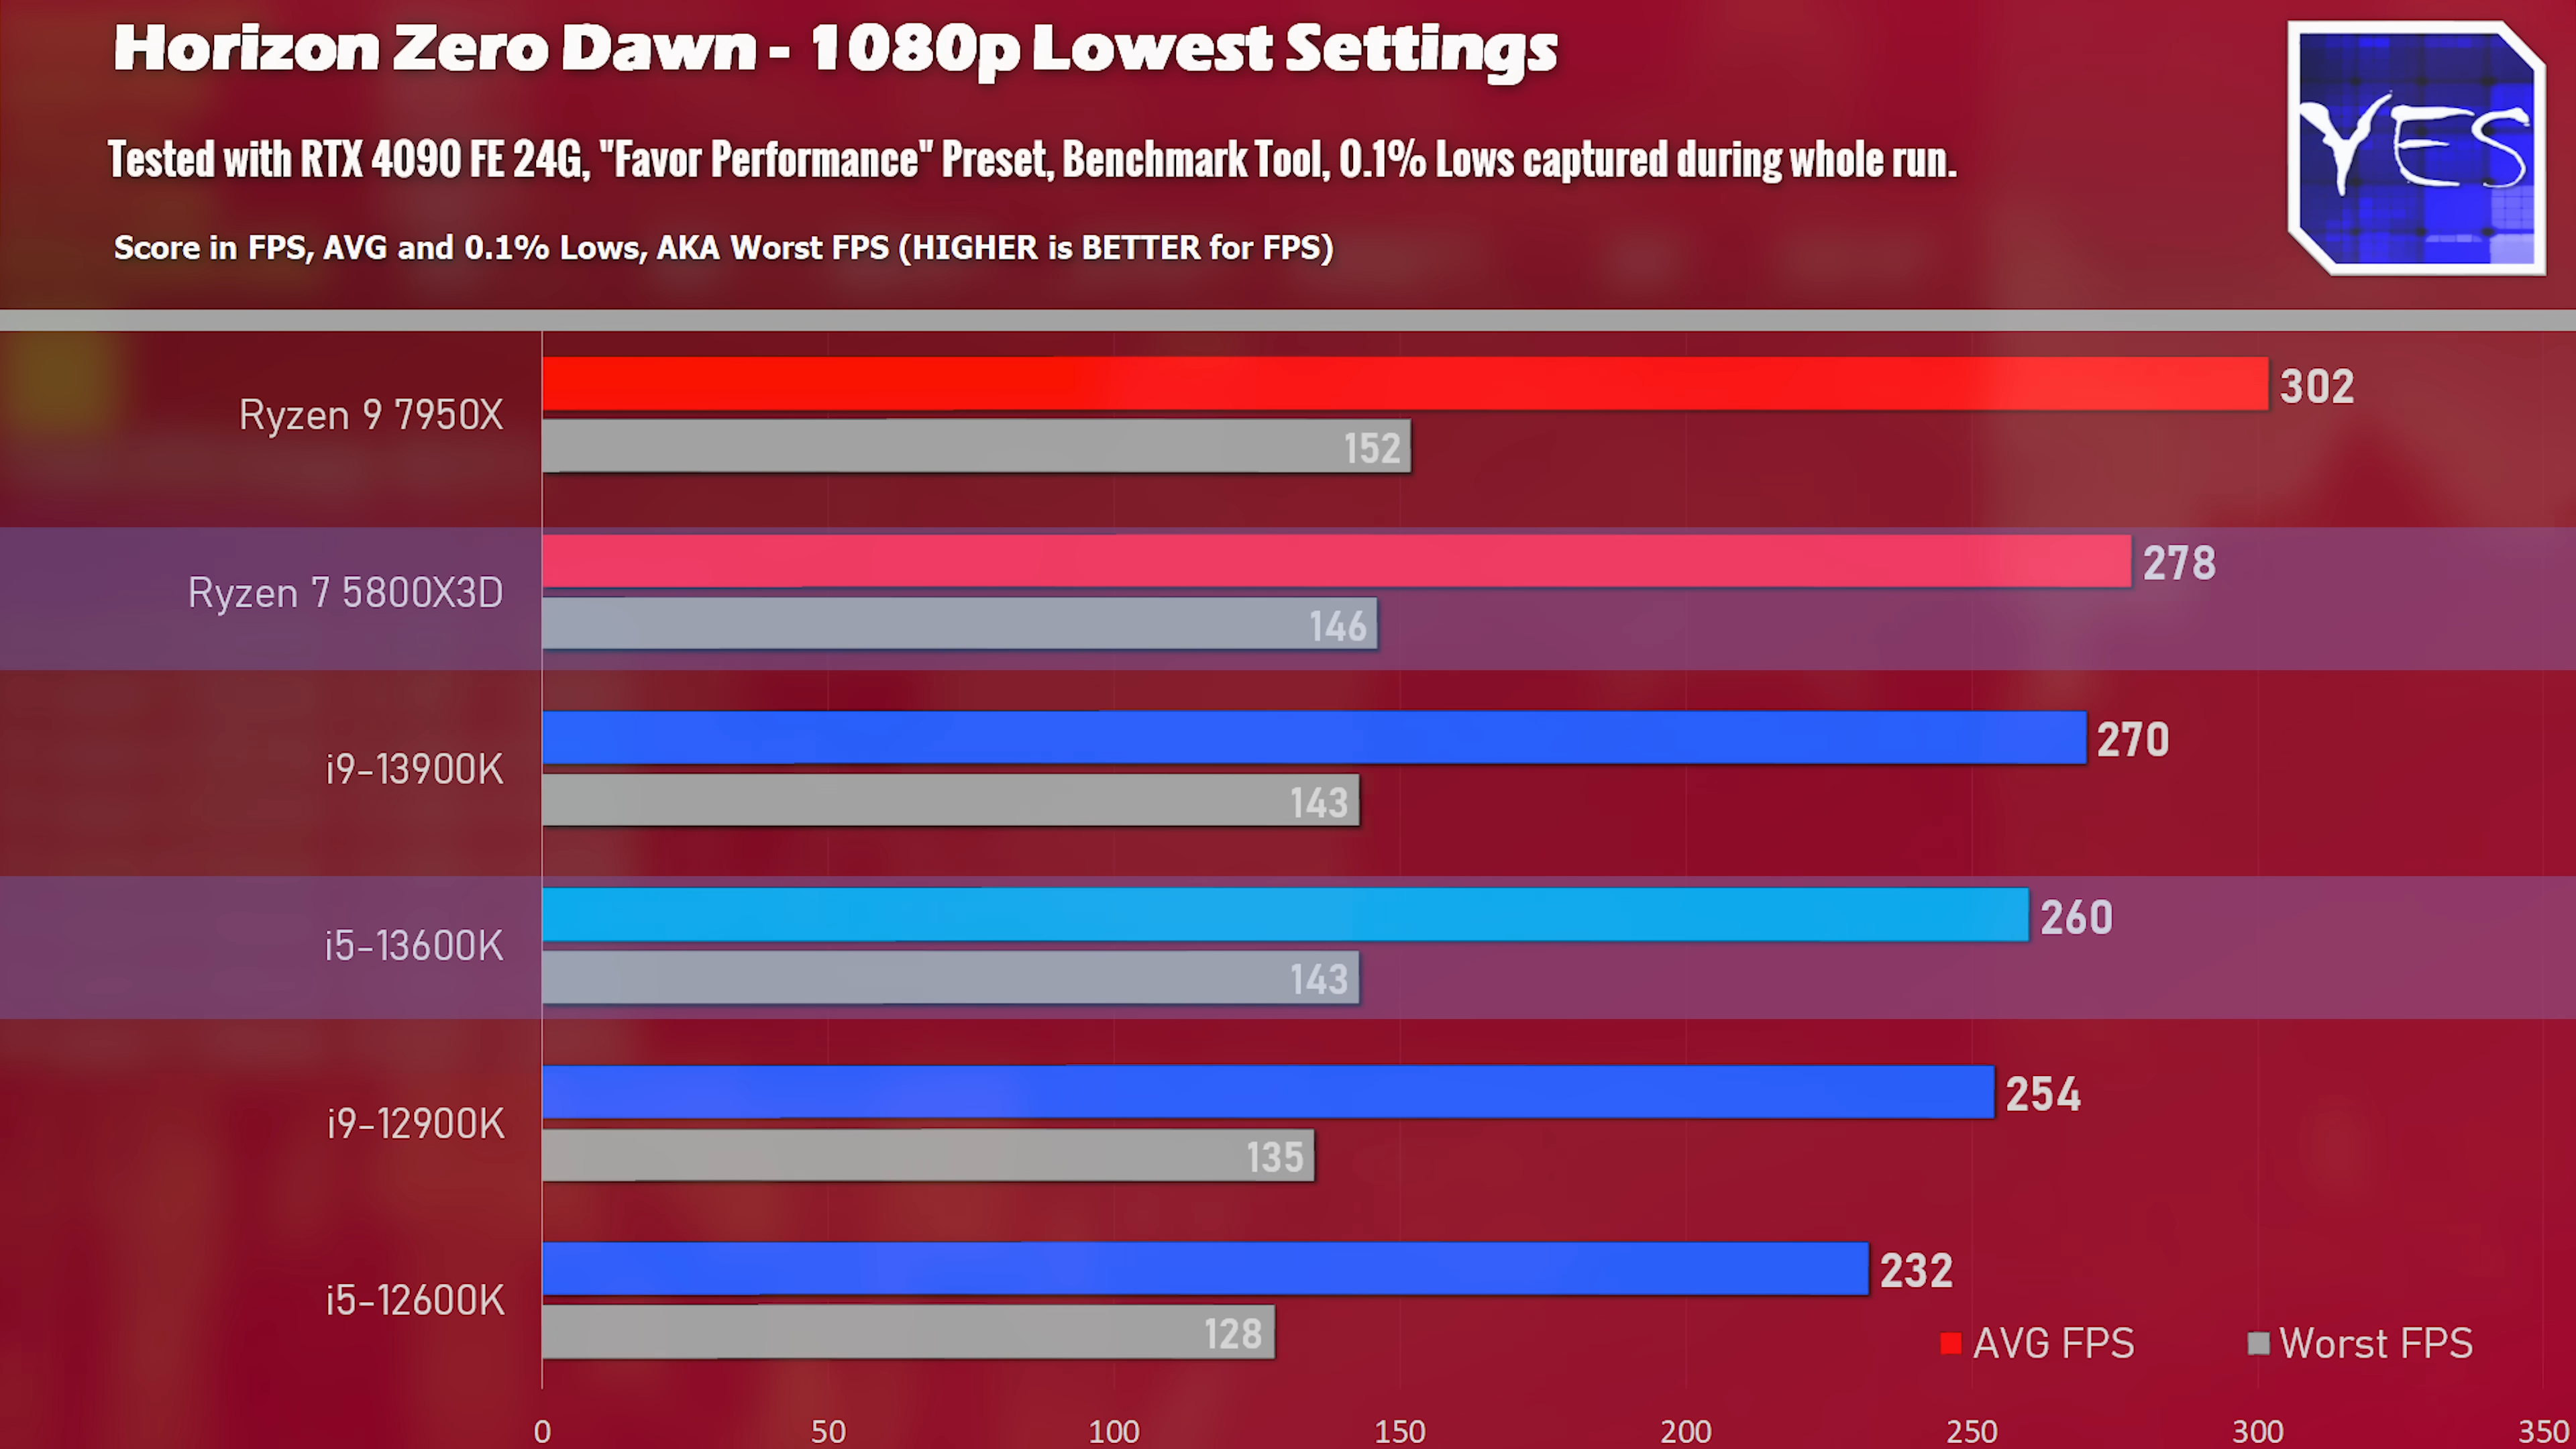 Horizon Zero Dawn - 1080p Lowest Settings
Tested with RTX 4090 FE 24G, "Favor Performance" Preset, Benchmark Tool, 0.1% Lows captured during whole run.
Score in FPS, AVG and 0.1% Lows, AKA Worst FPS (HIGHER is BETTER for FPS)
YES
Ryzen 9 7950X
302
152
Ryzen 7 5800X3D
278
146
i9-13900K
270
143
i5-13600K
260
143
i9-12900K
254
135
i5-12600K
232
128
AVG FPS Worst FPS
0 50 100 150 200 250 300 350